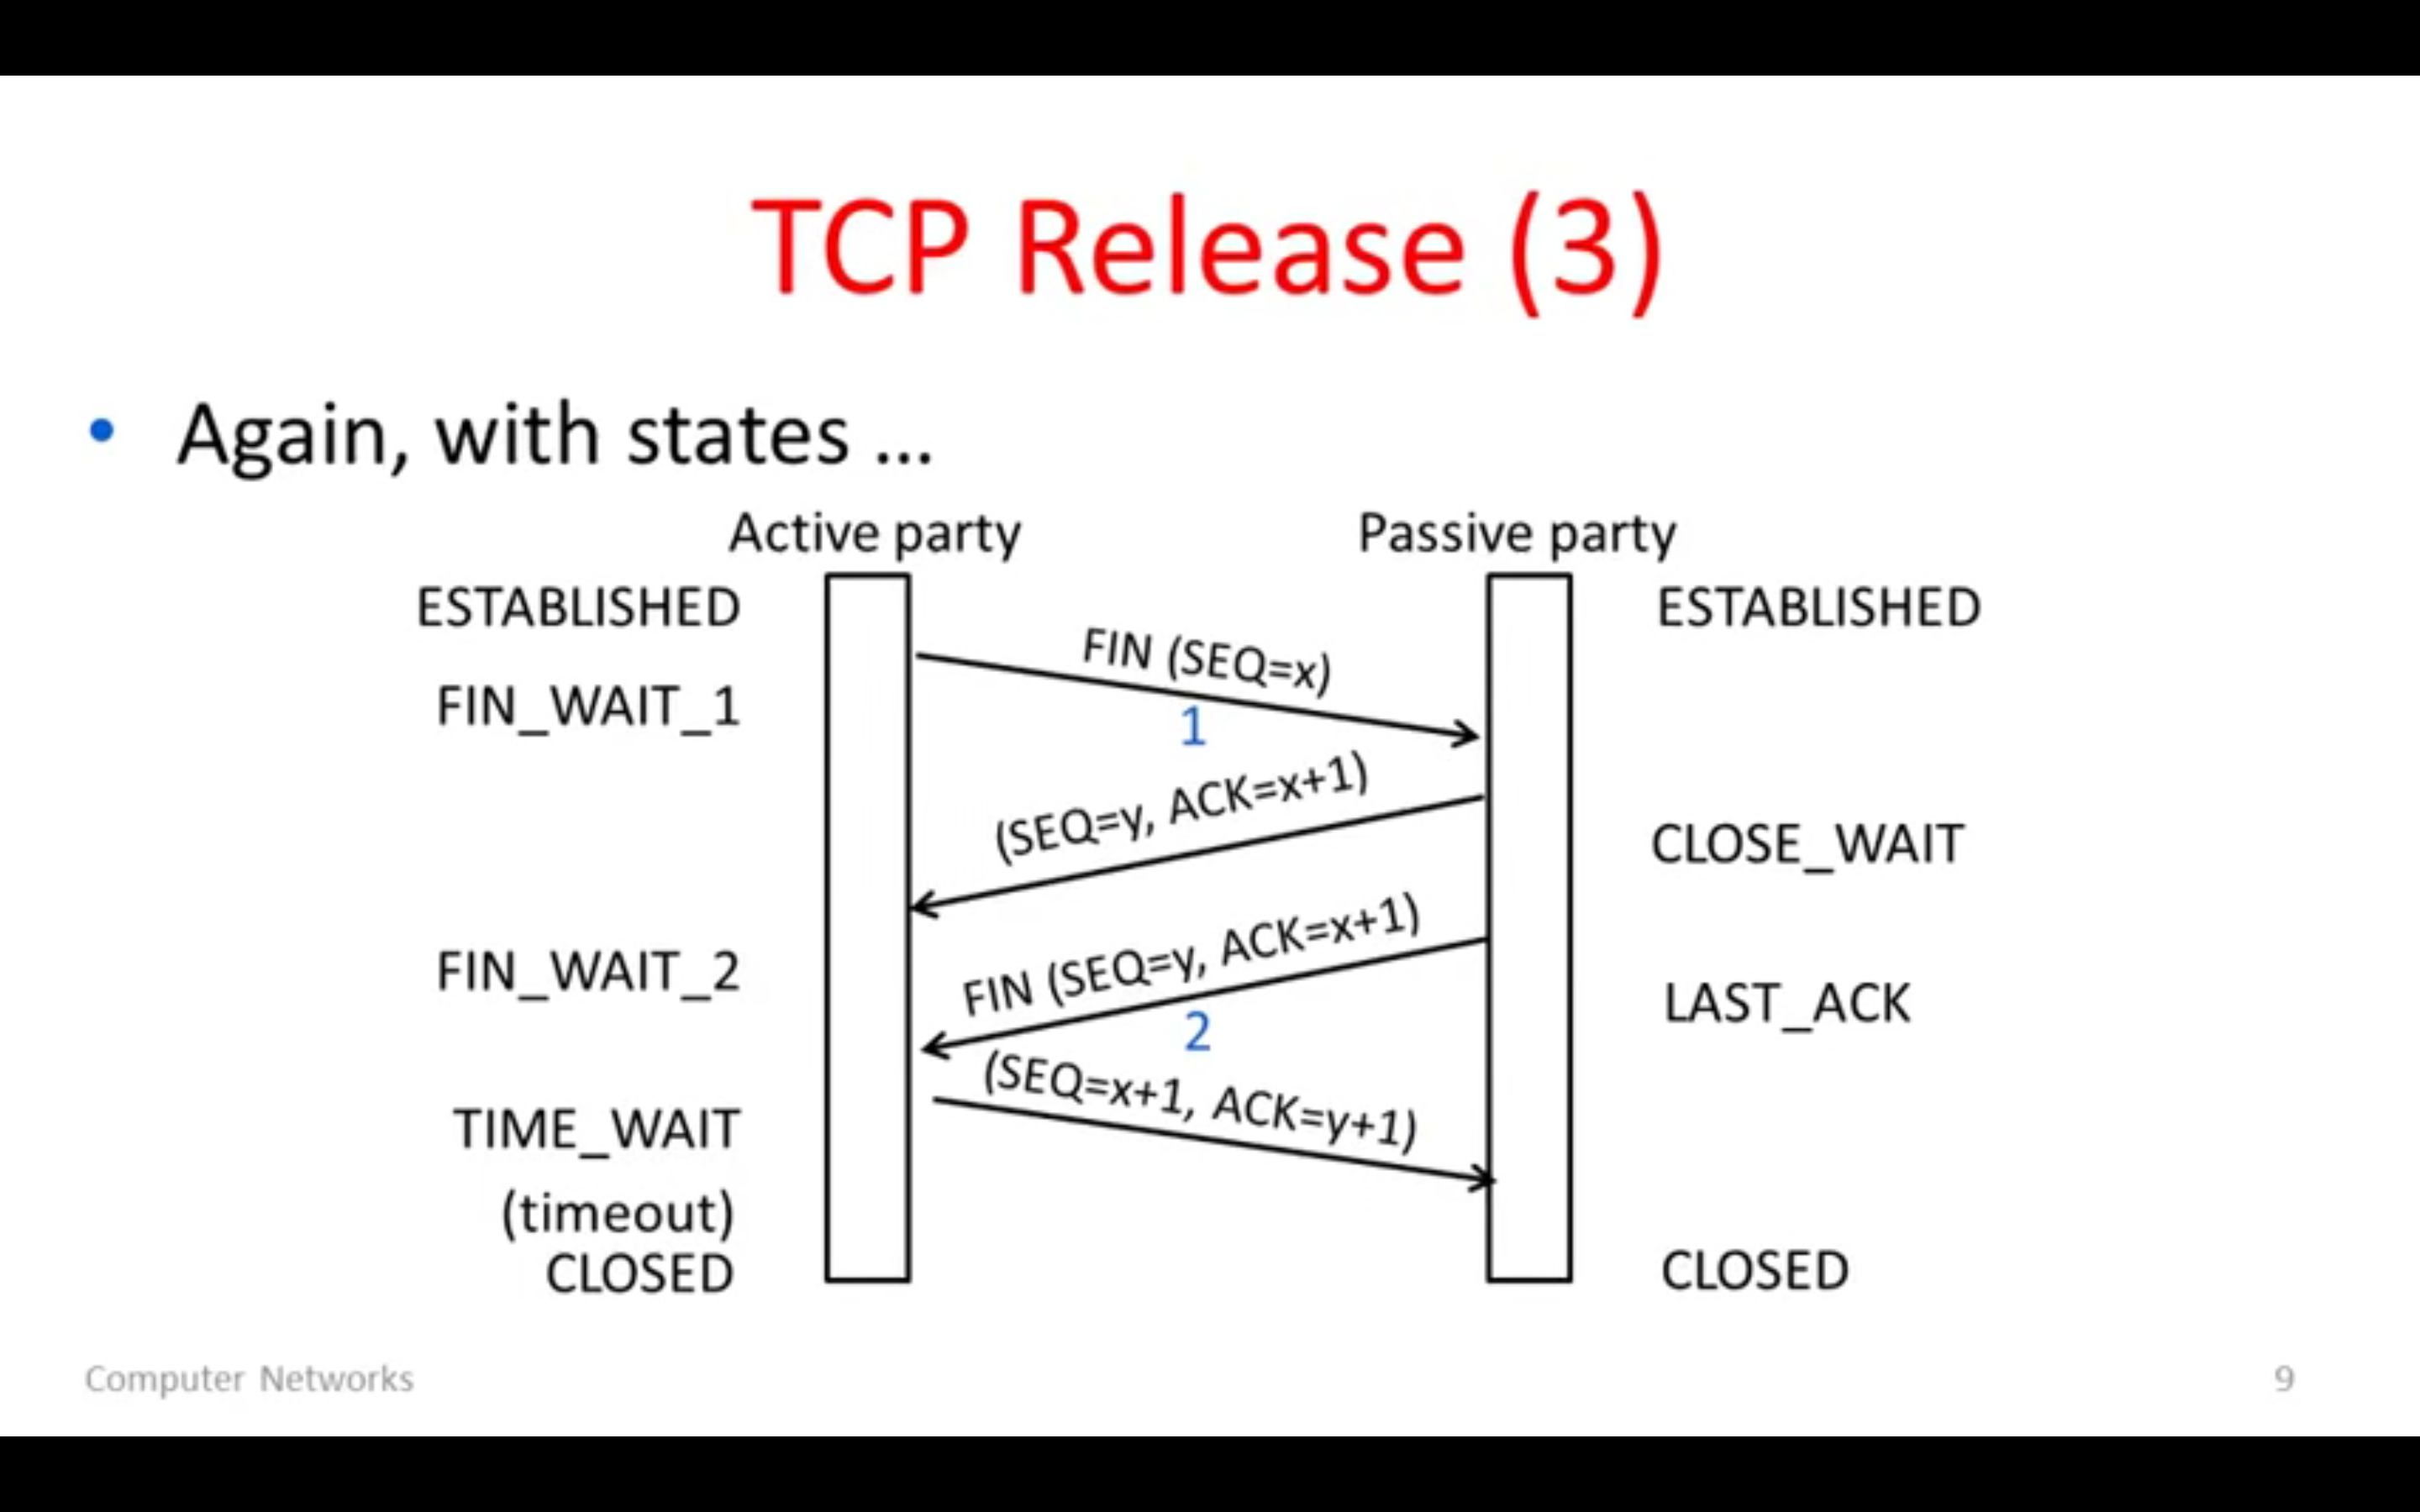 TCP Release (3)
• Again, with states ...
Active party Passive party
ESTABLISHED ESTABLISHED
FIN (SEQ=x)
FIN_WAIT_1
1
(SEQ=y, ACK=x+1)
CLOSE_WAIT
FIN (SEQ=y, ACK=x+1)
FIN_WAIT_2
LAST_ACK
2
(SEQ=x+1, ACK=y+1)
TIME_WAIT
(timeout)
CLOSED CLOSED
Computer Networks 9